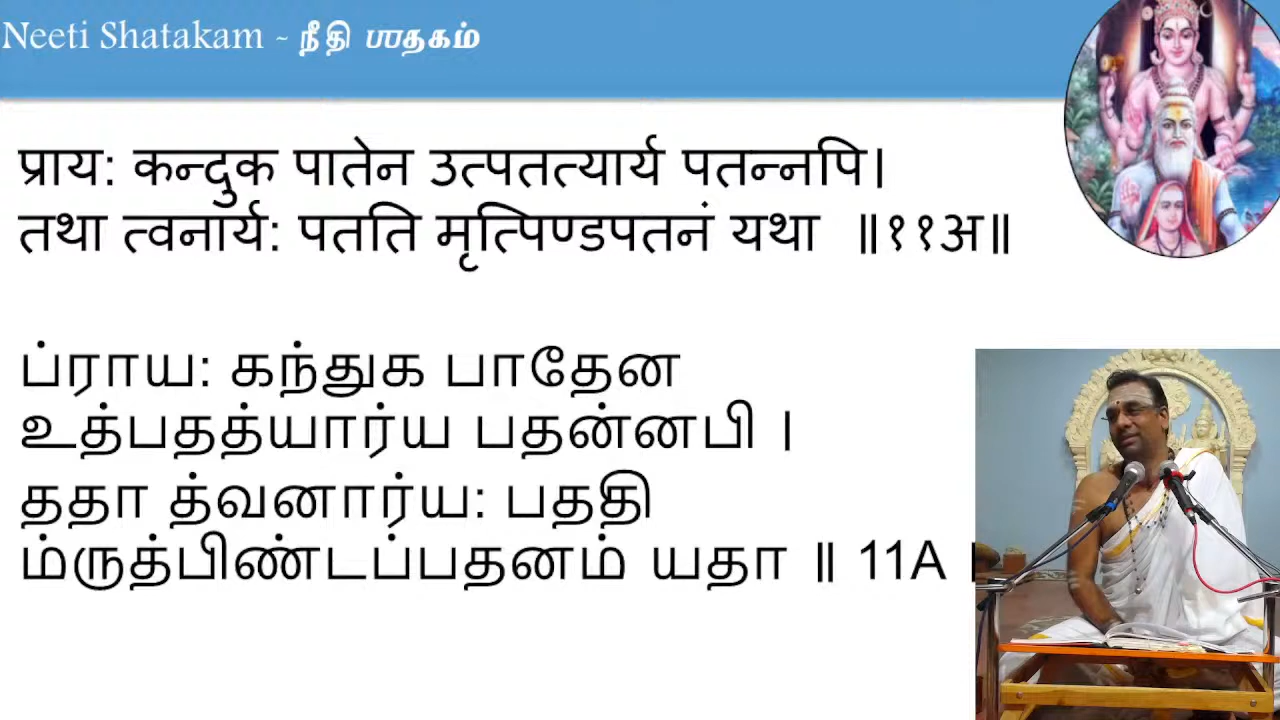 Neeti Shatakam - நீதி ஶதகம்
प्राय: कन्दुक पातेन उत्पतत्यार्य पतन्नपि।
तथा त्वनार्य: पतति मृत्पिण्डपतनं यथा ॥११अ॥
ப்ராய: கந்துக பாதேன
உத்பதத்யார்ய பதன்னபி ।
ததா த்வனார்ய: பததி
ம்ருத்பிண்டப்பதனம் யதா ॥ 11A ।